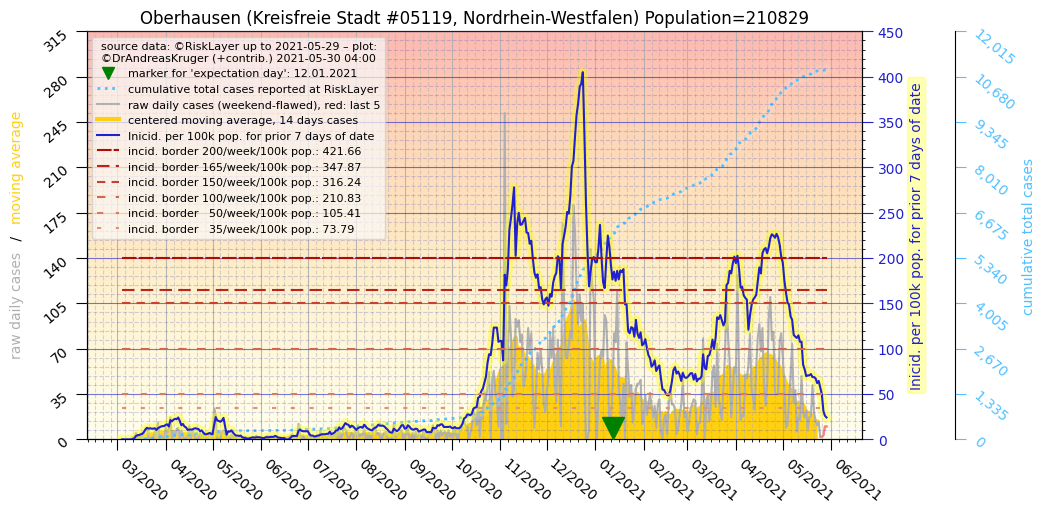 Oberhausen (Kreisfreie Stadt #05119, Nordrhein-Westfalen) Population=210829
source data: ©RiskLayer up to 2021-05-29 – plot:
©DrAndreasKruger (+contrib.) 2021-05-30 04:00
marker for 'expectation day': 12.01.2021
cumulative total cases reported at RiskLayer
raw daily cases (weekend-flawed), red: last 5
centered moving average, 14 days cases
Inicid. per 100k pop. for prior 7 days of date
incid. border 200/week/100k pop.: 421.66
incid. border 165/week/100k pop.: 347.87
incid. border 150/week/100k pop.: 316.24
incid. border 100/week/100k pop.: 210.83
incid. border   50/week/100k pop.: 105.41
incid. border   35/week/100k pop.: 73.79
raw daily cases / moving average
315
280
245
210
175
140
105
70
35
0
03/2020
04/2020
05/2020
06/2020
07/2020
08/2020
09/2020
10/2020
11/2020
12/2020
01/2021
02/2021
03/2021
04/2021
05/2021
06/2021
450
400
350
300
250
200
150
100
50
0
Inicid. per 100k pop. for prior 7 days of date
12,015
10,680
9,345
8,010
6,675
5,340
4,005
2,670
1,335
0
cumulative total cases